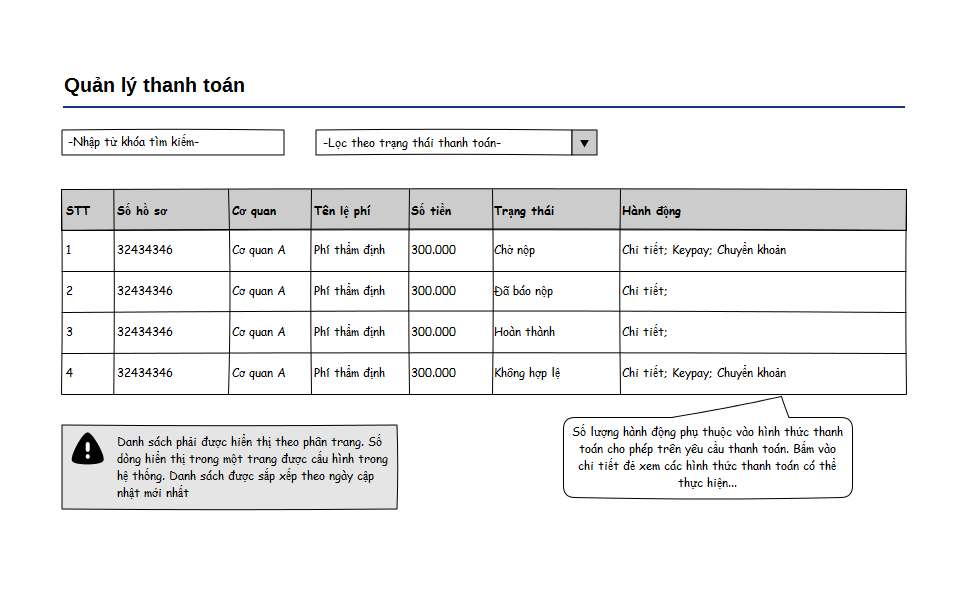 Quản lý thanh toán
-Nhập từ khóa tìm kiếm-
-Lọc theo trạng thái thanh toán-
STT Số hồ sơ Cơ quan Tên lệ phí Số tiền Trạng thái Hành động
1 32434346 Cơ quan A Phí thẩm định 300.000 Chờ nộp Chi tiết; Keypay; Chuyển khoản
2 32434346 Cơ quan A Phí thẩm định 300.000 Đã báo nộp Chi tiết;
3 32434346 Cơ quan A Phí thẩm định 300.000 Hoàn thành Chi tiết;
4 32434346 Cơ quan A Phí thẩm định 300.000 Không hợp lệ Chi tiết; Keypay; Chuyển khoản
Danh sách phải được hiển thị theo phân trang. Số
dòng hiển thị trong một trang được cấu hình trong
hệ thống. Danh sách được sắp xếp theo ngày cập
nhật mới nhất
Số lượng hành động phụ thuộc vào hình thức thanh
toán cho phép trên yêu cầu thanh toán. Bấm vào
chi tiết để xem các hình thức thanh toán có thể
thực hiện...